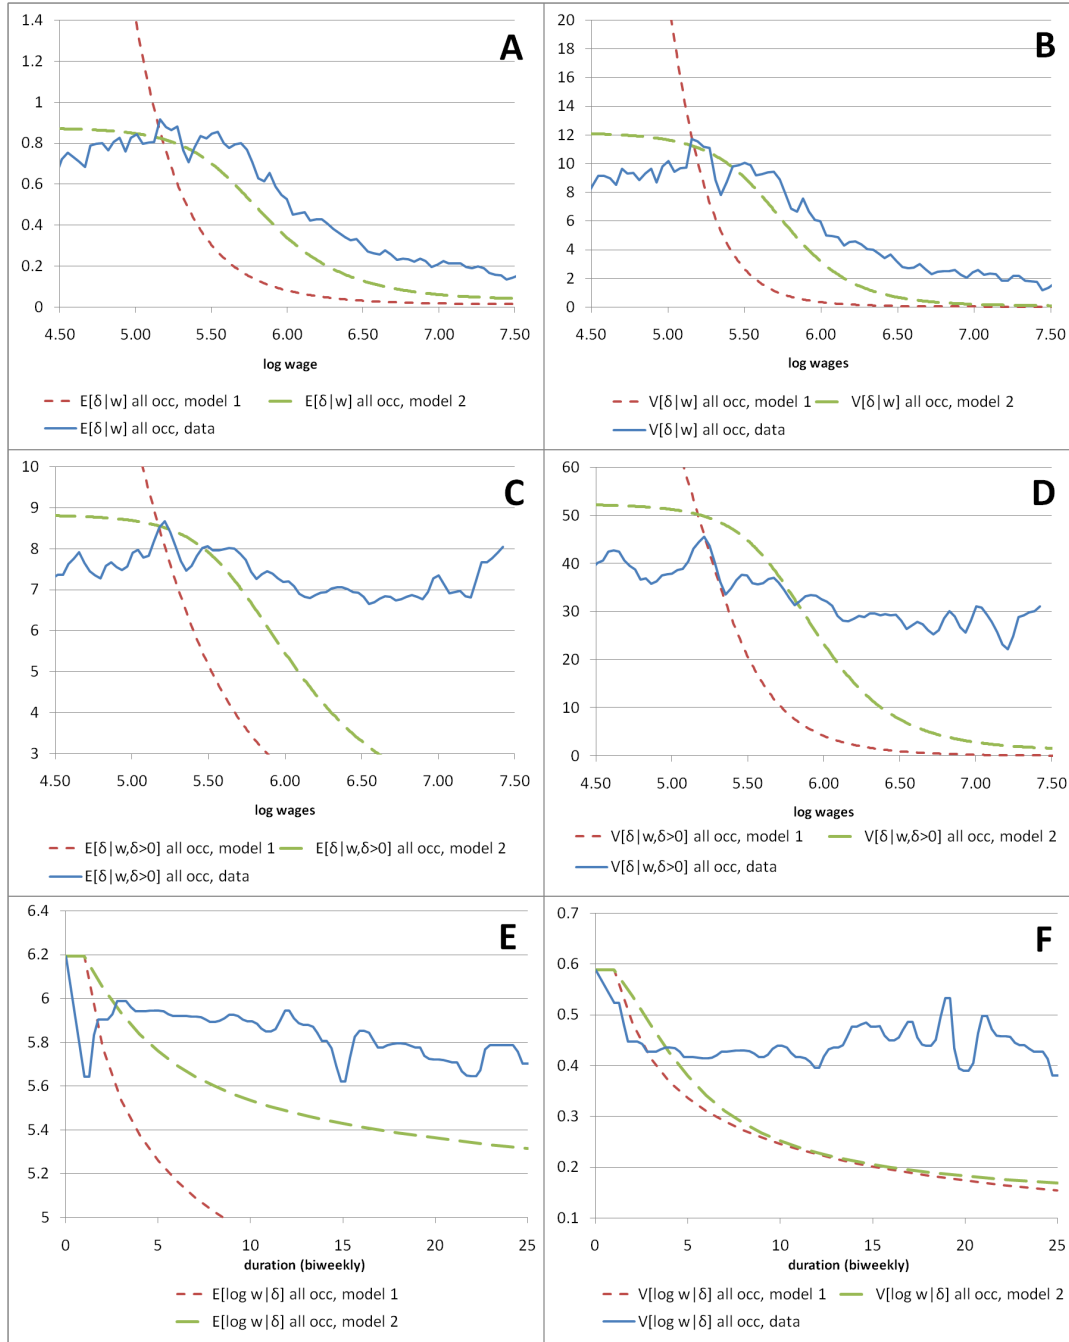 A
1.4
1.2
1
0.8
0.6
0.4
0.2
0
4.50 5.00 5.50 6.00 6.50 7.00 7.50
log wage
E[δ|w] all occ, model 1 E[δ|w] all occ, model 2
E[δ|w] all occ, data
B
20
18
16
14
12
10
8
6
4
2
0
4.50 5.00 5.50 6.00 6.50 7.00 7.50
log wages
V[δ|w] all occ, model 1 V[δ|w] all occ, model 2
V[δ|w] all occ, data
C
10
9
8
7
6
5
4
3
4.50 5.00 5.50 6.00 6.50 7.00 7.50
log wages
E[δ|w,δ>0] all occ, model 1 E[δ|w,δ>0] all occ, model 2
E[δ|w,δ>0] all occ, data
D
60
50
40
30
20
10
0
4.50 5.00 5.50 6.00 6.50 7.00 7.50
log wages
V[δ|w,δ>0] all occ, model 1 V[δ|w,δ>0] all occ, model 2
V[δ|w,δ>0] all occ, data
E
6.4
6.2
6
5.8
5.6
5.4
5.2
5
0 5 10 15 20 25
duration (biweekly)
E[log w|δ] all occ, model 1
E[log w|δ] all occ, model 2
F
0.7
0.6
0.5
0.4
0.3
0.2
0.1
0 5 10 15 20 25
duration (biweekly)
V[log w|δ] all occ, model 1 V[log w|δ] all occ, model 2
V[log w|δ] all occ, data